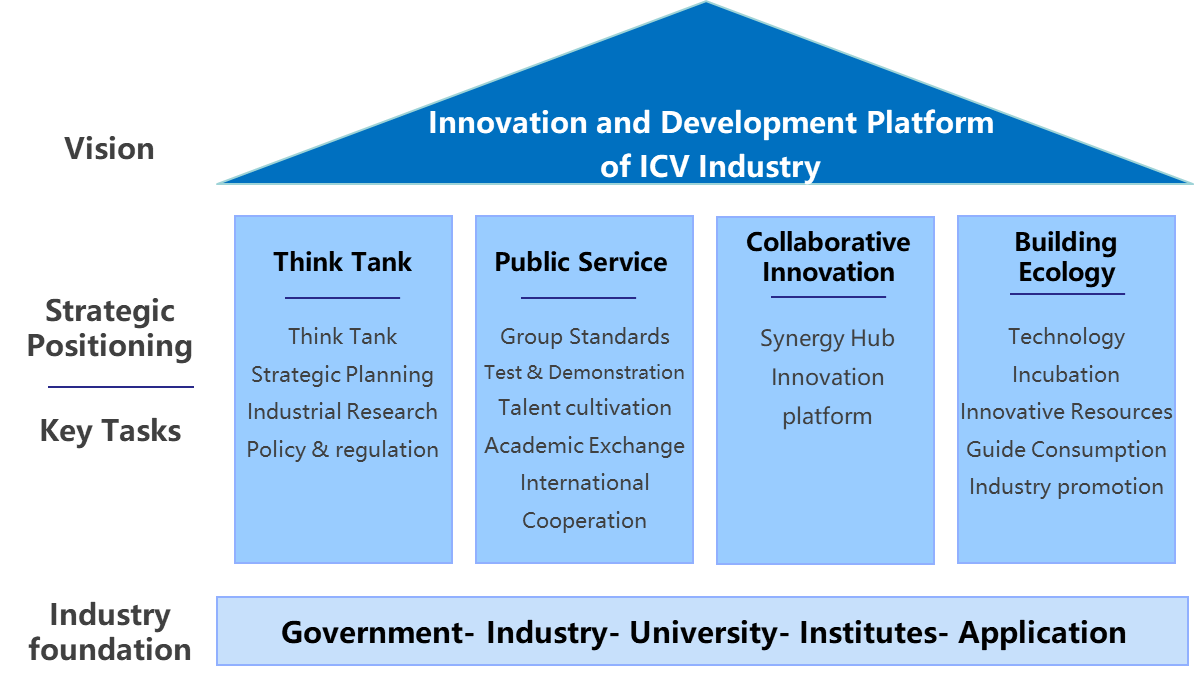 Vision
Innovation and Development Platform
of ICV Industry
Strategic
Positioning
Key Tasks
Think Tank
Think Tank
Strategic Planning
Industrial Research
Policy & regulation
Public Service
Group Standards
Test & Demonstration
Talent cultivation
Academic Exchange
International
Cooperation
Collaborative
Innovation
Synergy Hub
Innovation
platform
Building
Ecology
Technology
Incubation
Innovative Resources
Guide Consumption
Industry promotion
Industry
foundation
Government- Industry- University- Institutes- Application